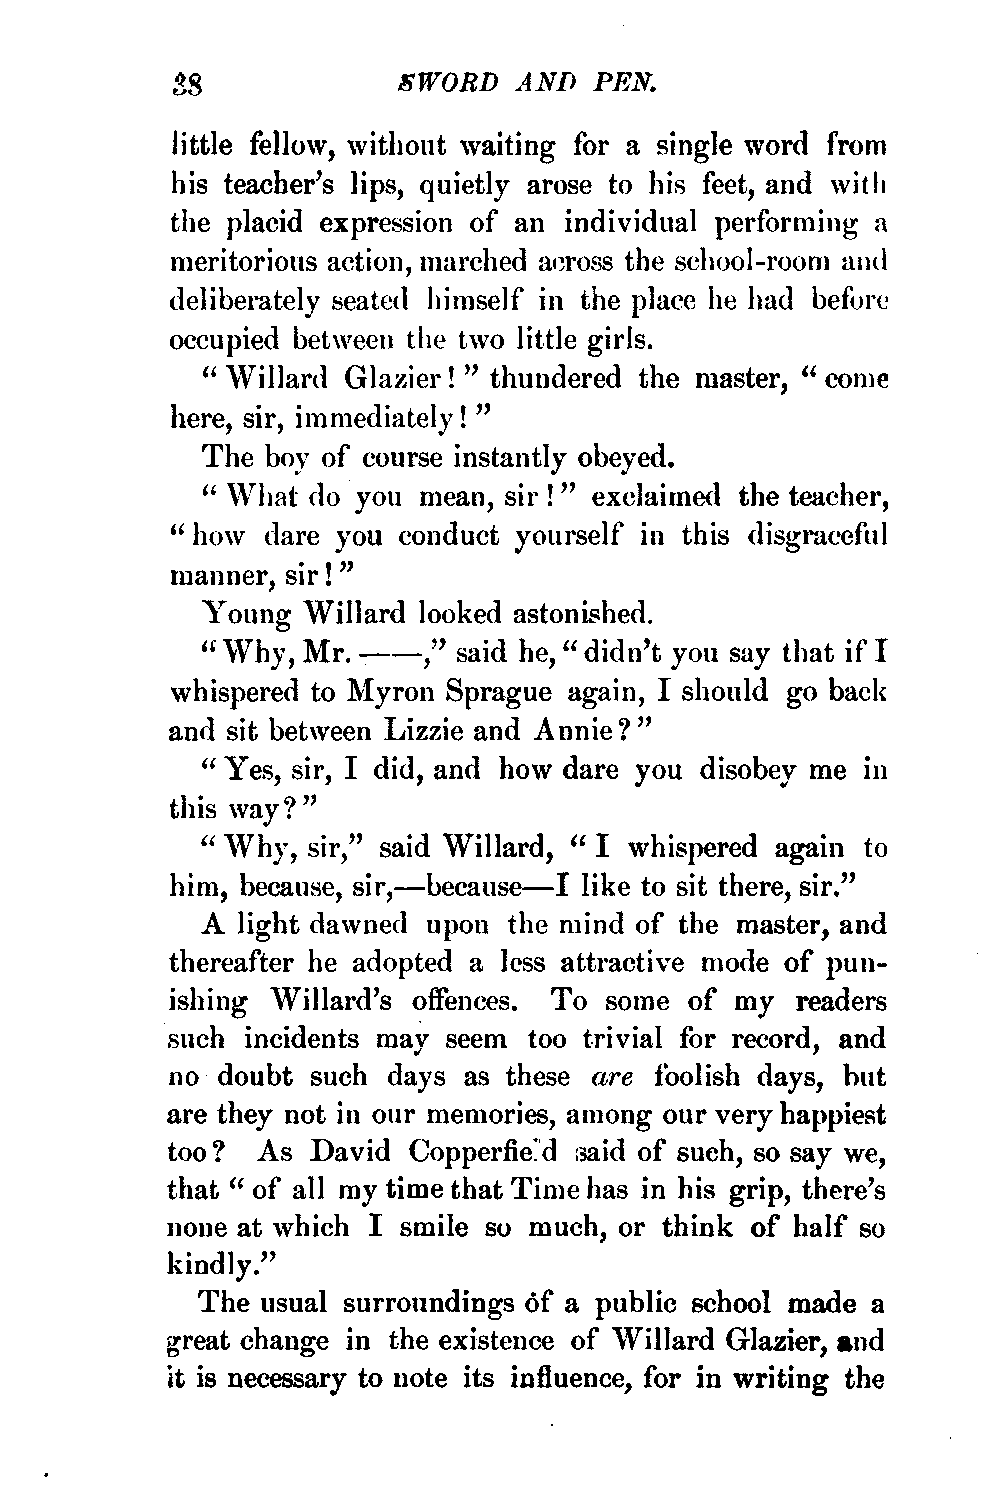 38 SWORD AND PEN.
little fellow, without waiting for a single word from
his teacher's lips, quietly arose to his feet, and with
the placid expression of an individual performing a
meritorious action, marched across the school-room and
deliberately seated himself in the place he had before
occupied between the two little girls.
"Willard Glazier!" thundered the master, "come
here, sir, immediately!"
The boy of course instantly obeyed.
"What do you mean, sir!" exclaimed the teacher,
"how dare you conduct yourself in this disgraceful
manner, sir!"
Young Willard looked astonished.
"Why, Mr. ——," said he, "didn't you say that if I
whispered to Myron Sprague again, I should go back
and sit between Lizzie and Annie?"
"Yes, sir, I did, and how dare you disobey me in
this way?"
"Why, sir," said Willard, "I whispered again to
him, because, sir,—because—I like to sit there, sir."
A light dawned upon the mind of the master, and
thereafter he adopted a less attractive mode of pun-
ishing Willard's offences. To some of my readers
such incidents may seem too trivial for record, and
no doubt such days as these are foolish days, but
are they not in our memories, among our very happiest
too? As David Copperfield said of such, so say we,
that "of all my time that Time has in his grip, there's
none at which I smile so much, or think of half so
kindly."
The usual surroundings of a public school made a
great change in the existence of Willard Glazier, and
it is necessary to note its influence, for in writing the